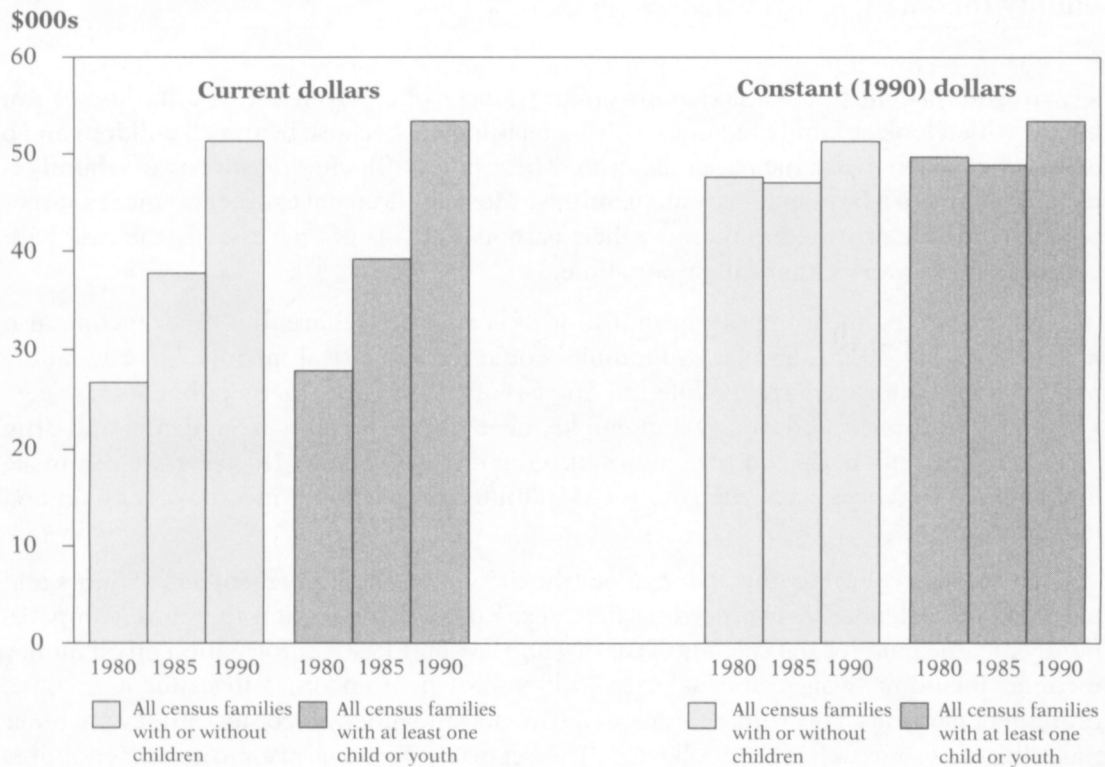 $000s
60
Current dollars
Constant (1990) dollars
50
40
30
20
10
0
1980 1985 1990 1980 1985 1990
1980 1985 1990 1980 1985 1990
All census families
with or without
children
All census families
with at least one
child or youth
All census families
with or without
children
All census families
with at least one
child or youth